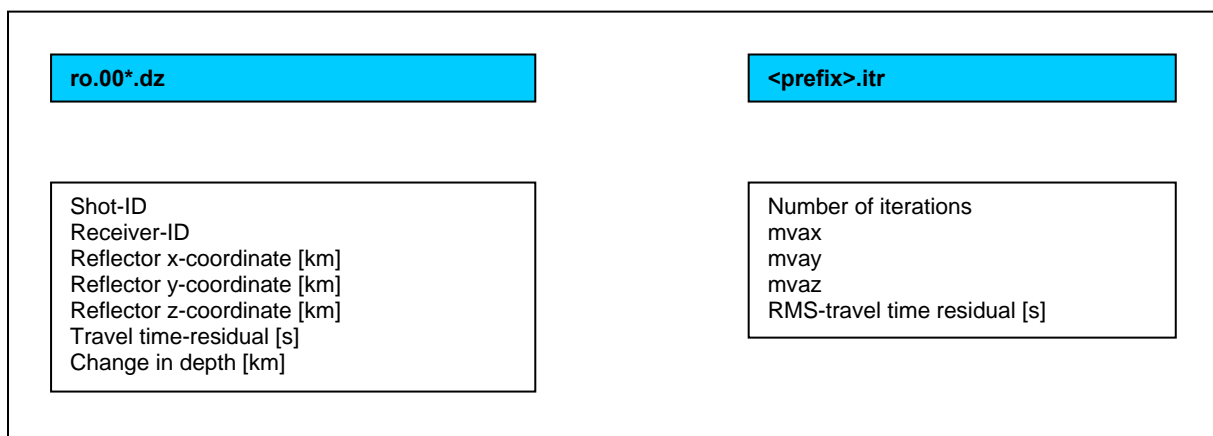 ro.00*.dz
Shot-ID
Receiver-ID
Reflector x-coordinate [km]
Reflector y-coordinate [km]
Reflector z-coordinate [km]
Travel time-residual [s]
Change in depth [km]
<prefix>.itr
Number of iterations
mvax
mvay
mvaz
RMS-travel time residual [s]